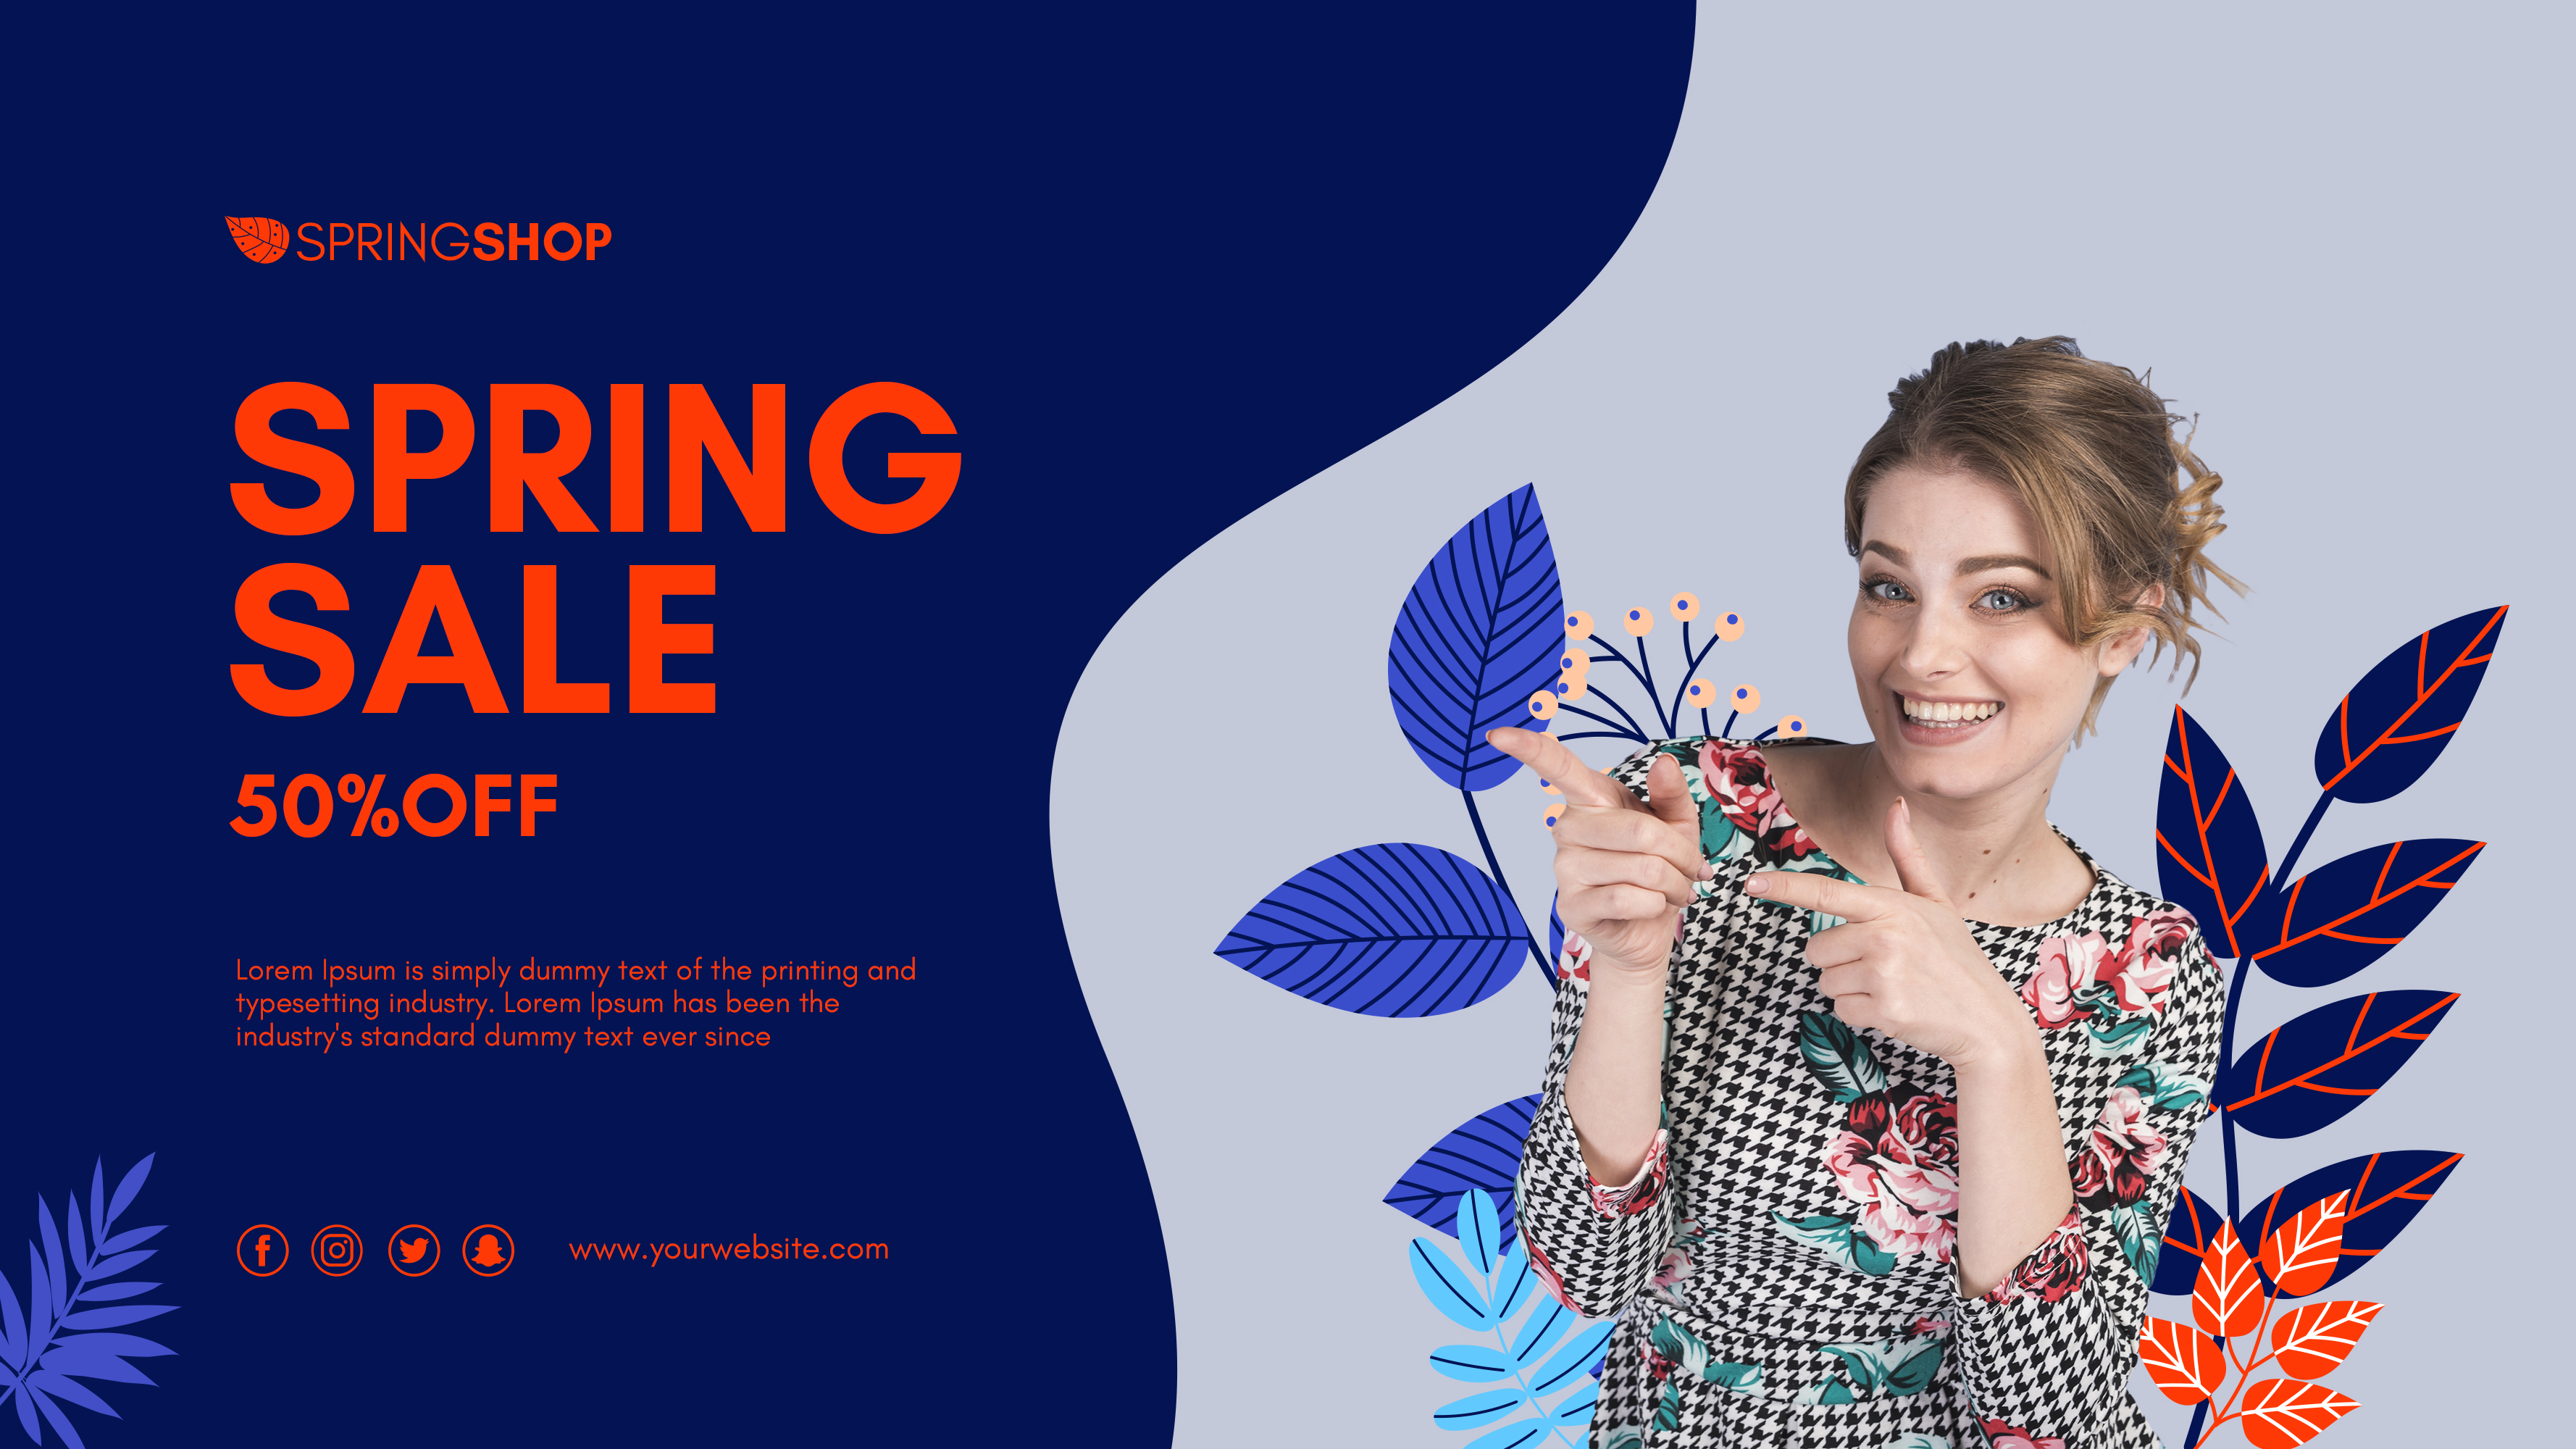 SPRINGSHOP
SPRING
SALE
50%OFF
Lorem Ipsum is simply dummy text of the printing and
typesetting industry. Lorem Ipsum has been the
industry's standard dummy text ever since
www.yourwebsite.com